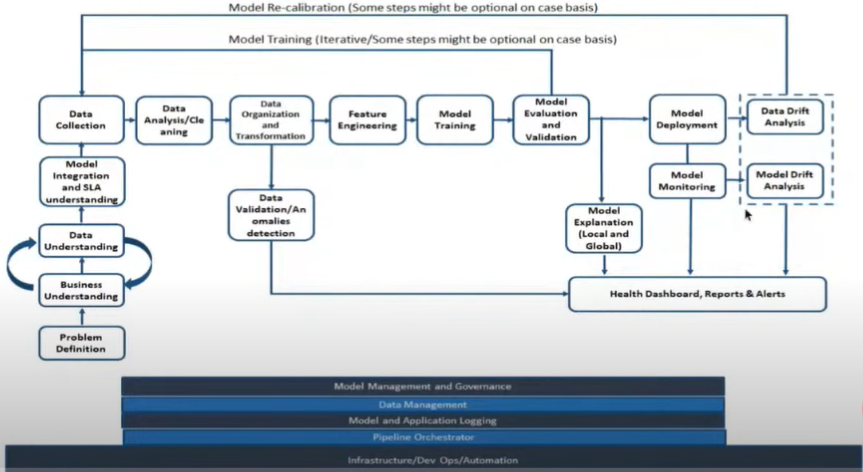 Model Re-calibration (Some steps might be optional on case basis)
Model Training (Iterative/Some steps might be optional on case basis)
Data
Collection
Data
Analysis/Cle
aning
Data
Organization
and
Transformation
Feature
Engineering
Model
Training
Model
Evaluation
and
Validation
Model
Deployment
Data Drift
Analysis
Model
Integration
and SLA
understanding
Model
Monitoring
Model Drift
Analysis
Data
Validation/An
omalies
detection
Model
Explanation
(Local and
Global)
Data
Understanding
Business
Understanding
Health Dashboard, Reports & Alerts
Problem
Definition
Model Management and Governance
Data Management
Model and Application Logging
Pipeline Orchestrator
Infrastructure/Dev Ops/Automation